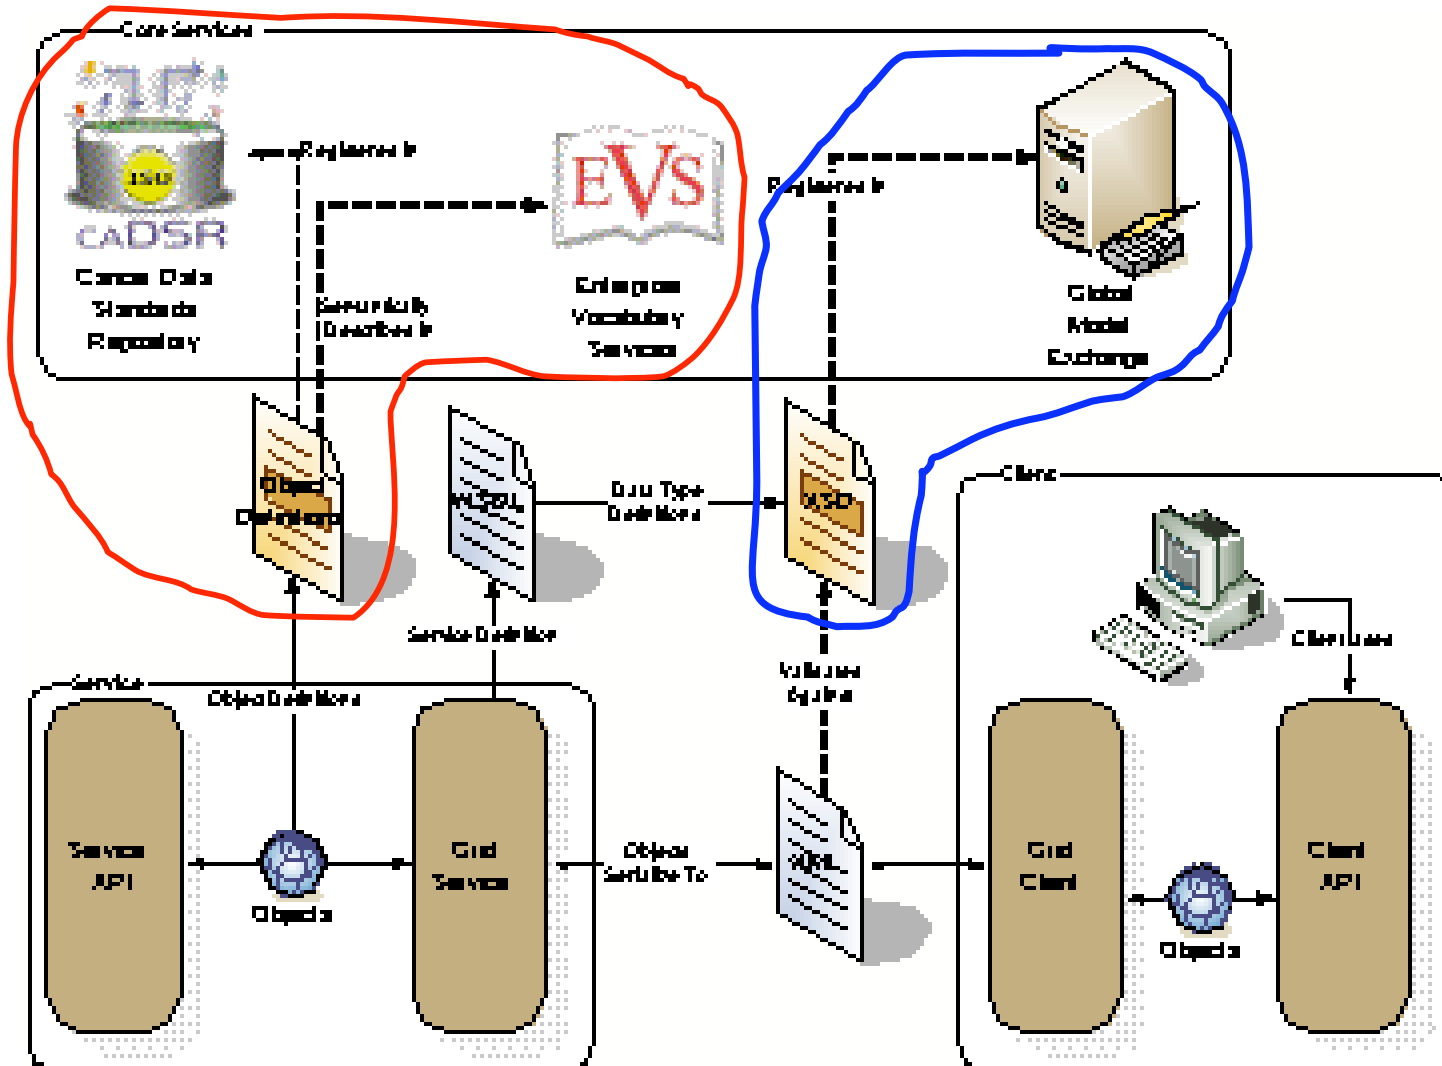 Core Services
Registered In
caDSR
Cancer Data
Standards
Repository
Semantically
Described In
EVS
Enterprise
Vocabulary
Services
Registered In
Global
Model
Exchange
Object
Definitions
WSDL
Data Type
Definitions
XSD
Client
Service Definition
Validates
Against
Client uses
Service
Object Definitions
Service
API
Objects
Grid
Service
Objects
Serialize To
XML
Grid
Client
Objects
Client
API